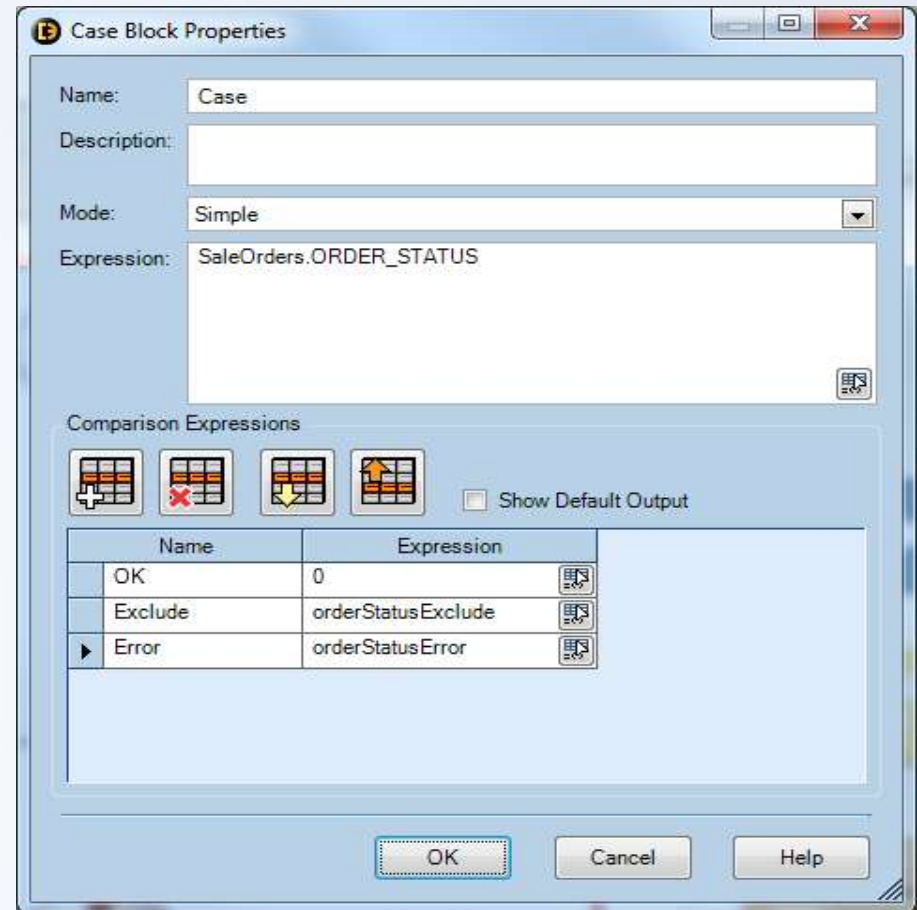 Case Block Properties
Name: Case
Description:
Mode: Simple
Expression: SaleOrders.ORDER_STATUS
Comparison Expressions
Show Default Output
Name Expression
OK 0
Exclude orderStatusExclude
Error orderStatusError
OK Cancel Help